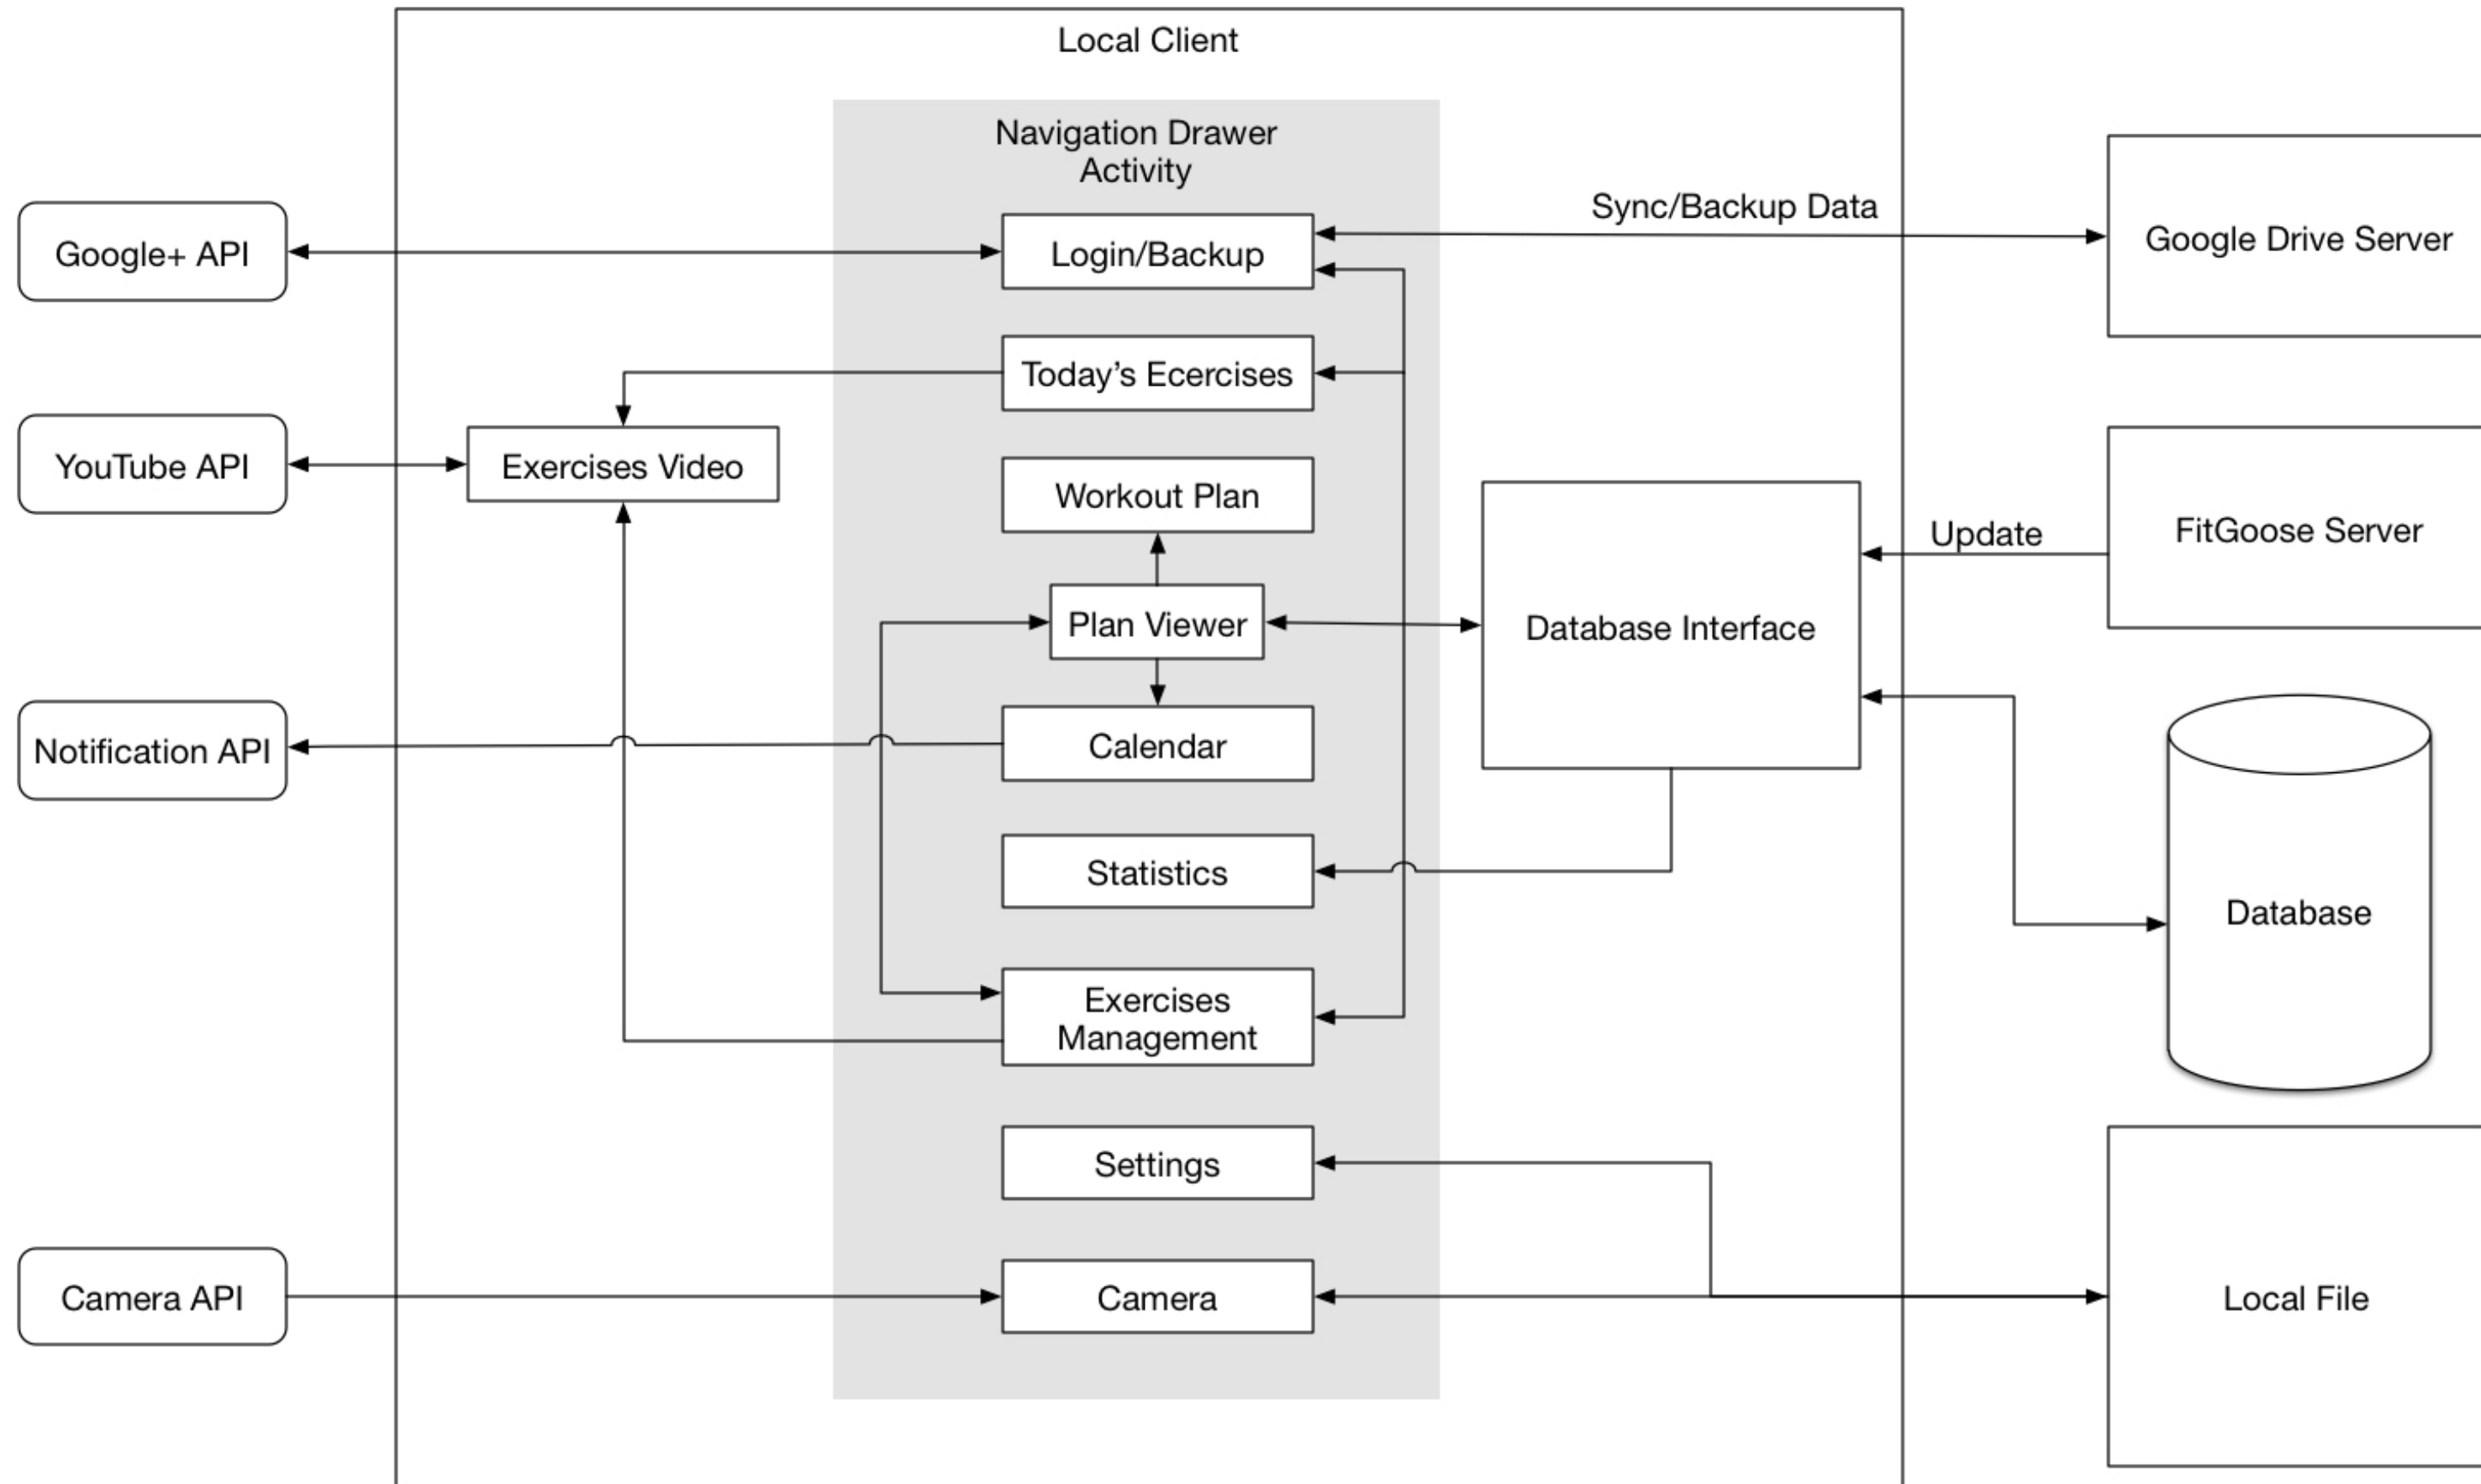 Local Client
Navigation Drawer
Activity
Google+ API
Login/Backup
Sync/Backup Data
Google Drive Server
Today’s Ecercises
YouTube API
Exercises Video
Workout Plan
Update
FitGoose Server
Plan Viewer
Database Interface
Notification API
Calendar
Statistics
Database
Exercises
Management
Settings
Camera API
Camera
Local File